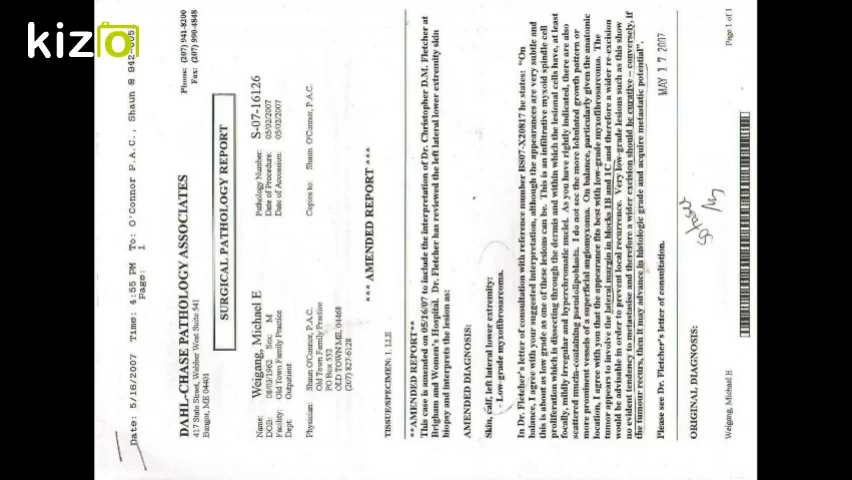 kizo
Date: 5/16/2007 Time: 4:55 PM To: O'Connor P.A.C., Shaun @ 942-
Page: 1
DAHL-CHASE PATHOLOGY ASSOCIATES
417 State Street, Webber West Suite 541
Bangor, ME 04401
Phone: (207) 941-8200
Fax: (207) 990-4848
SURGICAL PATHOLOGY REPORT
Name: Weigang, Michael E
DOB: 08/03/1962 Sex: M
Facility: Old Town Family Practice
Dept: Outpatient
Pathology Number: S-07-16126
Date of Procedure: 05/02/2007
Date of Accession: 05/02/2007
Physician: Shaun O'Connor, P.A.C.
Old Town Family Practice
PO Box 552
OLD TOWN ME, 04468
(207) 827-6128
Copies to: Shaun O'Connor, P.A.C.
*** AMENDED REPORT ***
TISSUE/SPECIMEN: 1. LLE
**AMENDED REPORT**
This case is amended on 05/16/07 to include the interpretation of Dr. Christopher D.M. Fletcher at
Brigham and Women's Hospital. Dr. Fletcher has reviewed the left lateral lower extremity skin
biopsy and interprets the lesion as:
AMENDED DIAGNOSIS:
Skin, calf, left lateral lower extremity:
- Low-grade myxofibrosarcoma.
In Dr. Fletcher's letter of consultation with reference number BS07-X20817 he states: "On
balance, I agree with your suggested interpretation, although the appearances are very subtle and
this is about as low grade as one of these lesions can be. This is an infiltrative myxoid spindle cell
proliferation which is dissecting through the dermis and within which the lesional cells have, at least
focally, mildly irregular and hyperchromatic nuclei. As you have rightly indicated, there are also
scattered mucin-containing pseudolipoblasts. I do not see the more lobulated growth pattern or
more prominent vessels of a superficial angiomyxoma. On balance, particularly given the anatomic
location, I agree with you that the appearance fits best with low-grade myxofibrosarcoma. The
tumor appears to involve the lateral margin in blocks 1B and 1C and therefore a wider re-excision
would be advisable in order to prevent local recurrence. Very low-grade lesions such as this show
no evident tendency to metastasise and therefore a wider excision should be curative – conversely, if
the tumour recurs, then it may advance in histologic grade and acquire metastatic potential".
Please see Dr. Fletcher's letter of consultation.
MAY 17 2007
ORIGINAL DIAGNOSIS:
Weigang, Michael E
Page 1 of 1